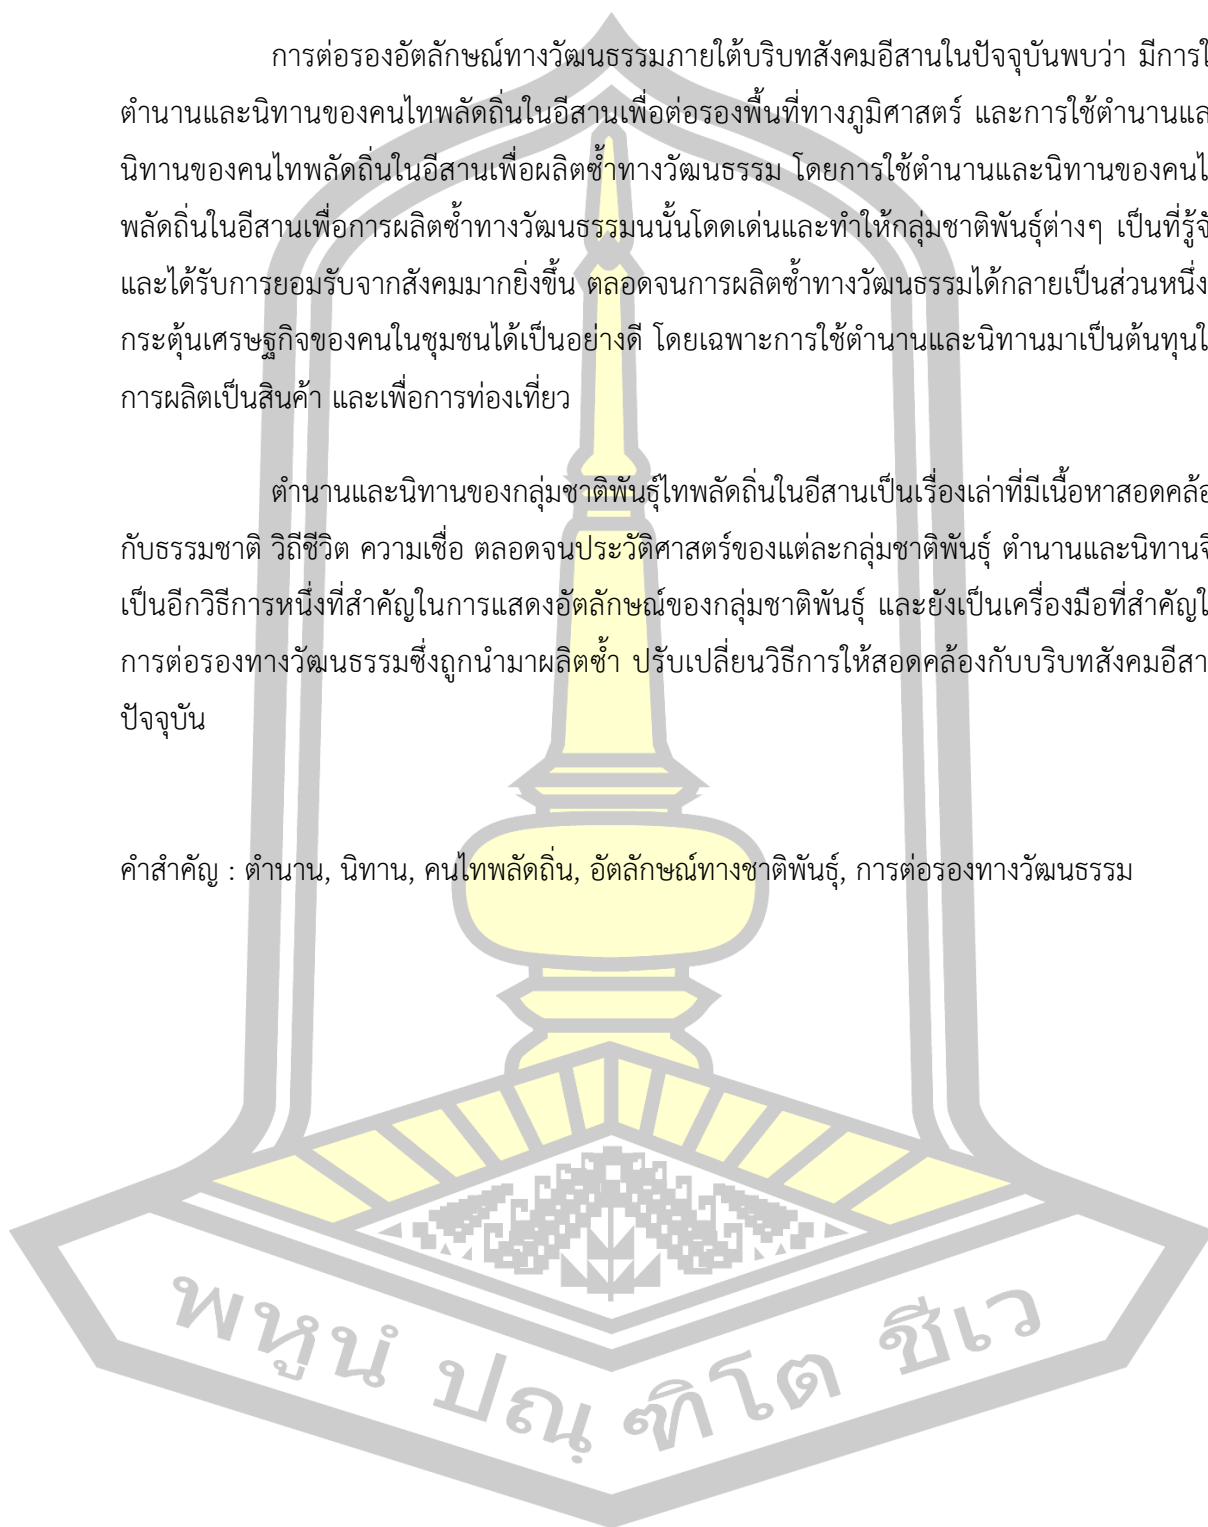 การต่อรองอัตลักษณ์ทางวัฒนธรรมภายใต้บริบทสังคมอีสานในปัจจุบันพบว่า มีการใ
ตำนานและนิทานของคนไทพลัดถิ่นในอีสานเพื่อต่อรองพื้นที่ทางภูมิศาสตร์ และการใช้ตำนานแล
นิทานของคนไทพลัดถิ่นในอีสานเพื่อผลิตซ้ำทางวัฒนธรรม โดยการใช้ตำนานและนิทานของคนไ
พลัดถิ่นในอีสานเพื่อการผลิตซ้ำทางวัฒนธรรมนนั้นโดดเด่นและทำให้กลุ่มชาติพันธุ์ต่างๆ เป็นที่รู้จั
และได้รับการยอมรับจากสังคมมากยิ่งขึ้น ตลอดจนการผลิตซ้ำทางวัฒนธรรมได้กลายเป็นส่วนหนึ่ง
กระตุ้นเศรษฐกิจของคนในชุมชนได้เป็นอย่างดี โดยเฉพาะการใช้ตำนานและนิทานมาเป็นต้นทุนใ
การผลิตเป็นสินค้า และเพื่อการท่องเที่ยว
ตำนานและนิทานของกลุ่มชาติพันธุ์ไทพลัดถิ่นในอีสานเป็นเรื่องเล่าที่มีเนื้อหาสอดคล้อ
กับธรรมชาติ วิถีชีวิต ความเชื่อ ตลอดจนประวัติศาสตร์ของแต่ละกลุ่มชาติพันธุ์ ตำนานและนิทานจึ
เป็นอีกวิธีการหนึ่งที่สำคัญในการแสดงอัตลักษณ์ของกลุ่มชาติพันธุ์ และยังเป็นเครื่องมือที่สำคัญใ
การต่อรองทางวัฒนธรรมซึ่งถูกนำมาผลิตซ้ำ ปรับเปลี่ยนวิธีการให้สอดคล้องกับบริบทสังคมอีสา
ปัจจุบัน
คำสำคัญ : ตำนาน, นิทาน, คนไทพลัดถิ่น, อัตลักษณ์ทางชาติพันธุ์, การต่อรองทางวัฒนธรรม
พหูนํ ปณฺฑิโต ชีเว